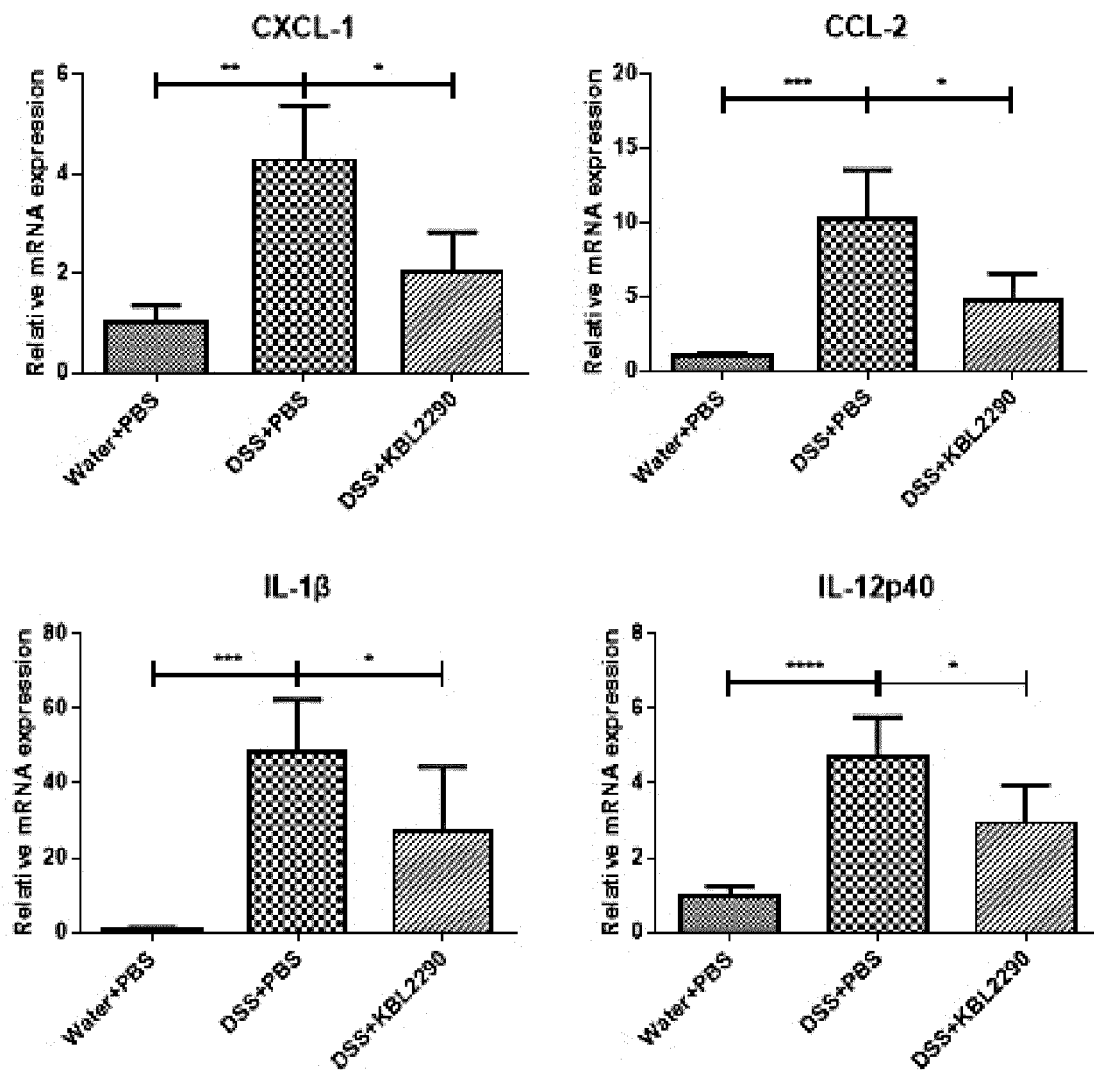 CXCL-1
Relative mRNA expression
6
4
2
0
**
*
Water+PBS
DSS+PBS
DSS+KBL2290
CCL-2
Relative mRNA expression
20
15
10
5
0
***
*
Water+PBS
DSS+PBS
DSS+KBL2290
IL-1β
Relative mRNA expression
80
60
40
20
0
***
*
Water+PBS
DSS+PBS
DSS+KBL2290
IL-12p40
Relative mRNA expression
8
6
4
2
0
****
*
Water+PBS
DSS+PBS
DSS+KBL2290